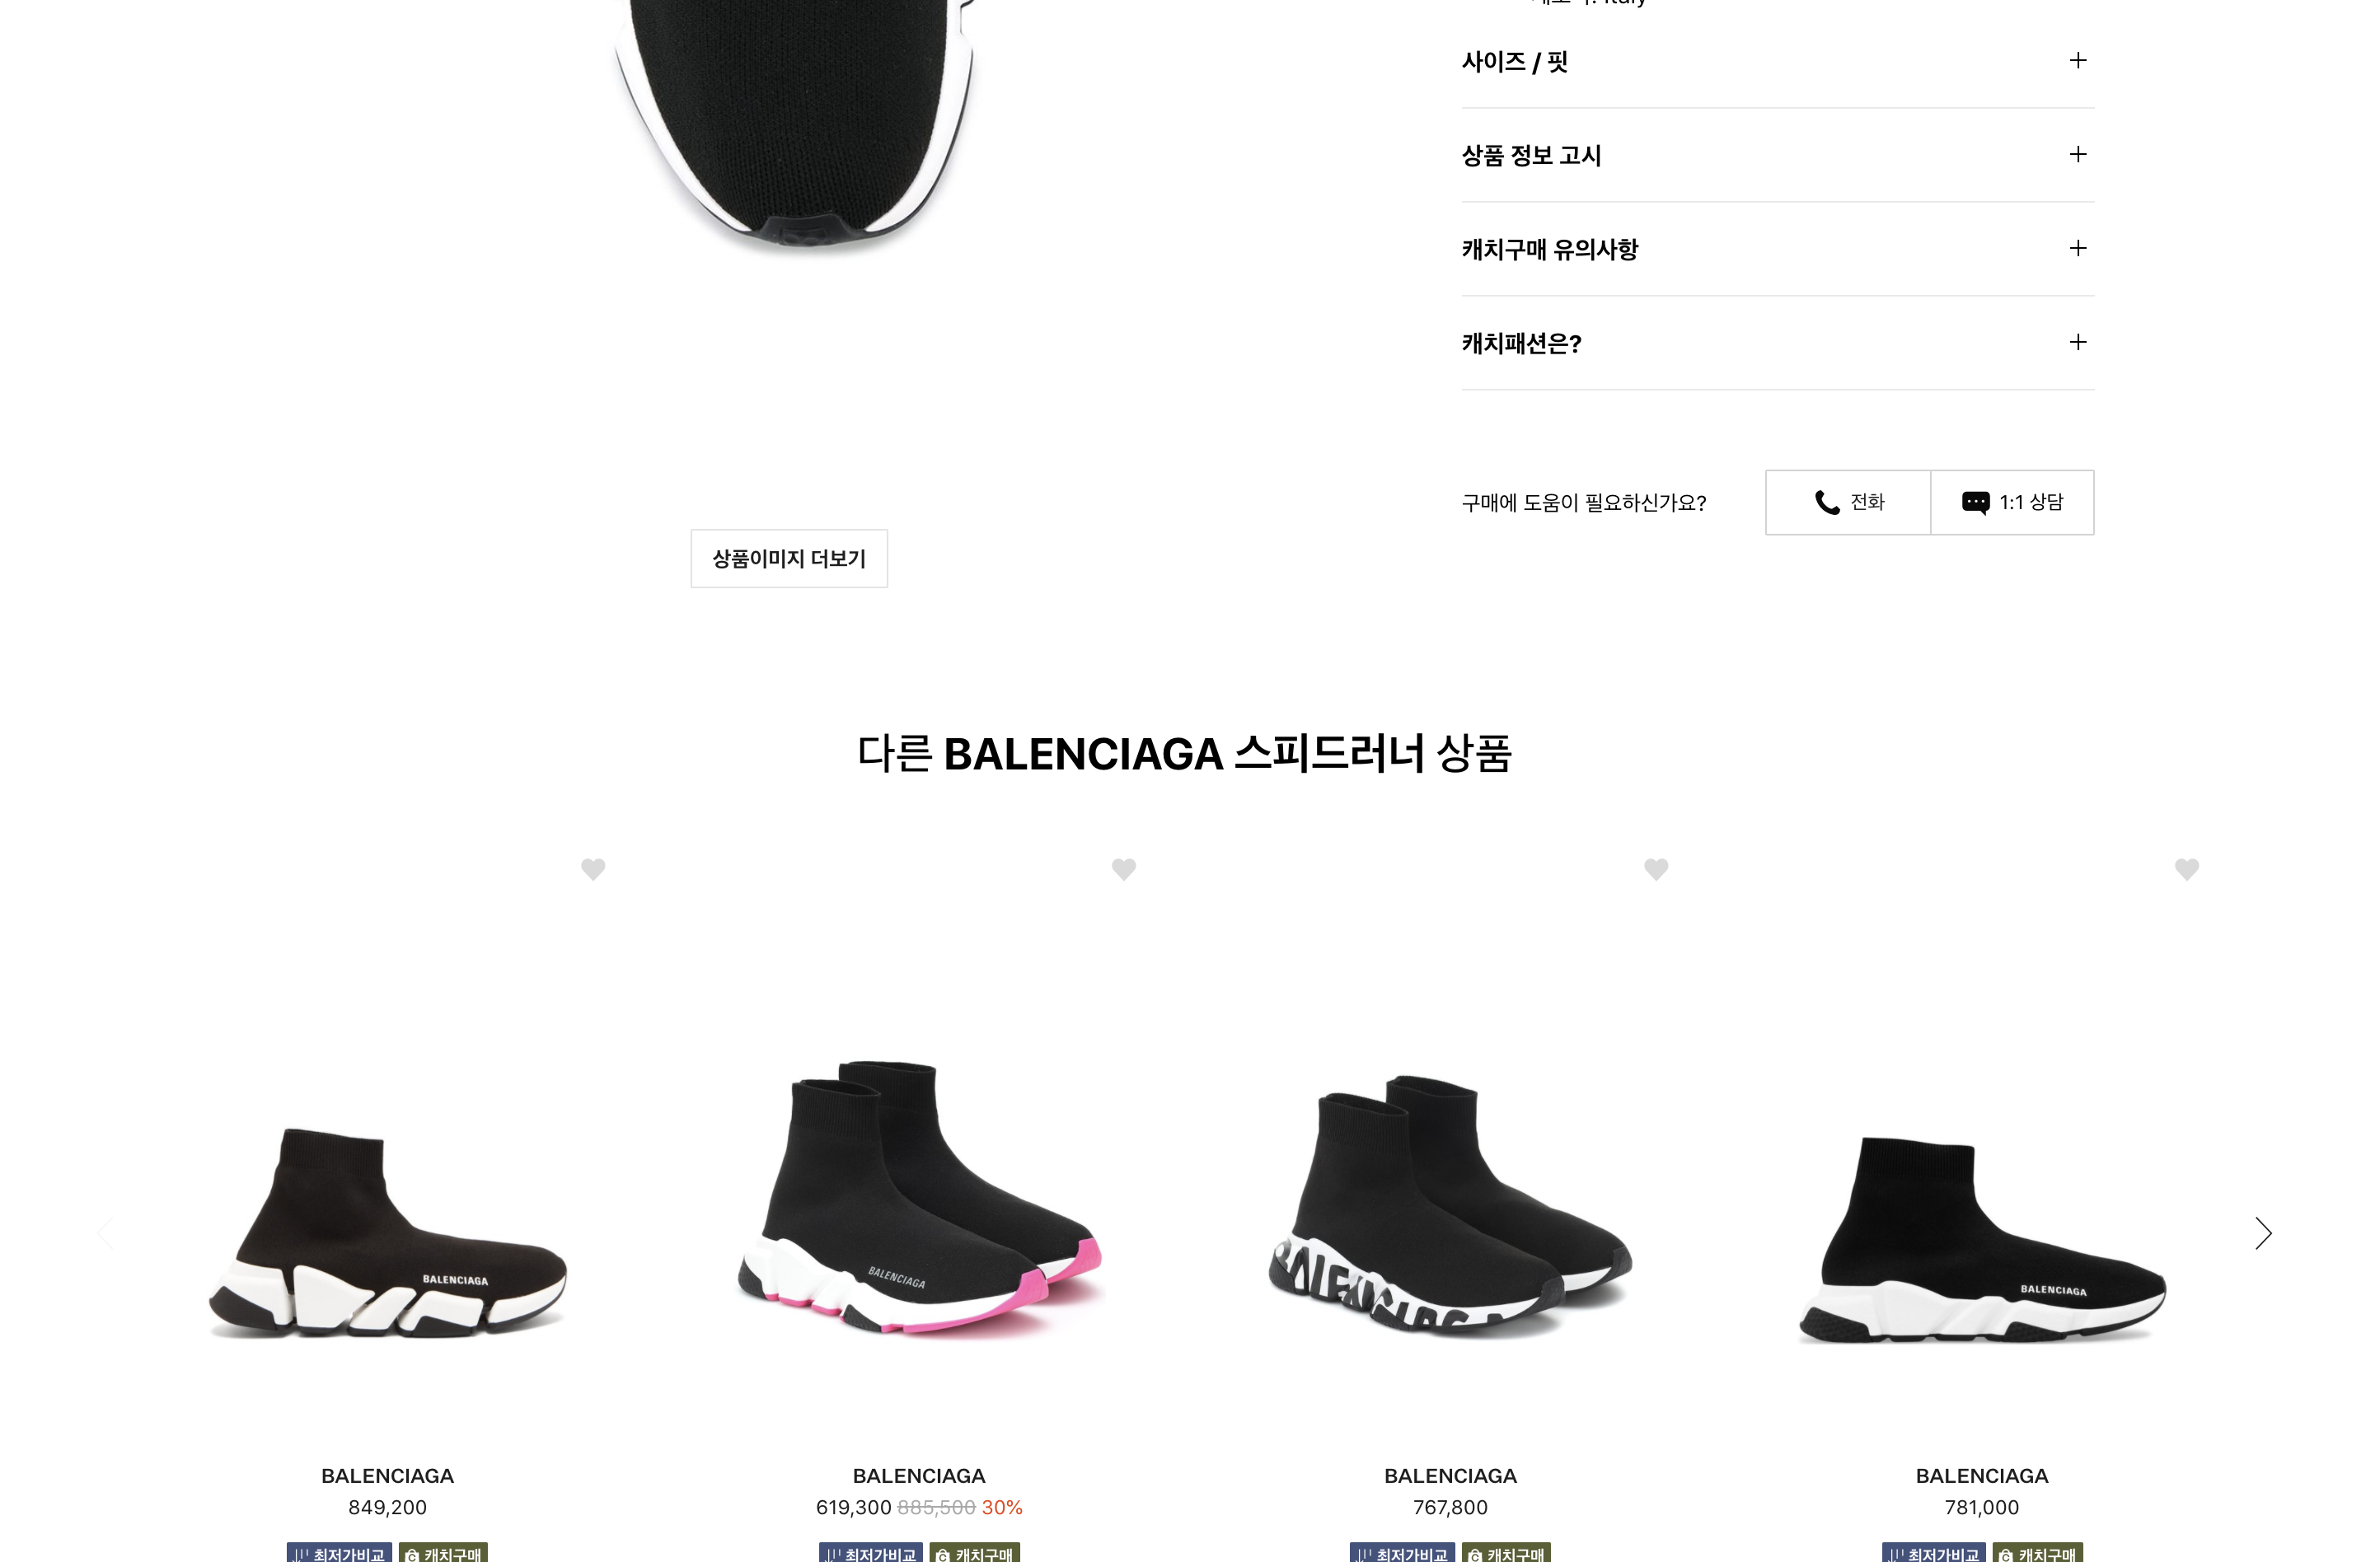 Italy
사이즈 / 핏
상품 정보 고시
캐치구매 유의사항
캐치패션은?
구매에 도움이 필요하신가요?
전화
1:1 상담
상품이미지 더보기
다른 BALENCIAGA 스피드러너 상품
BALENCIAGA
BALENCIAGA
BALENCIAGA
BALENCIAGA
BALENCIAGA
849,200
최저가비교 캐치구매
BALENCIAGA
619,300 885,500 30%
최저가비교 캐치구매
BALENCIAGA
767,800
최저가비교 캐치구매
BALENCIAGA
781,000
최저가비교 캐치구매